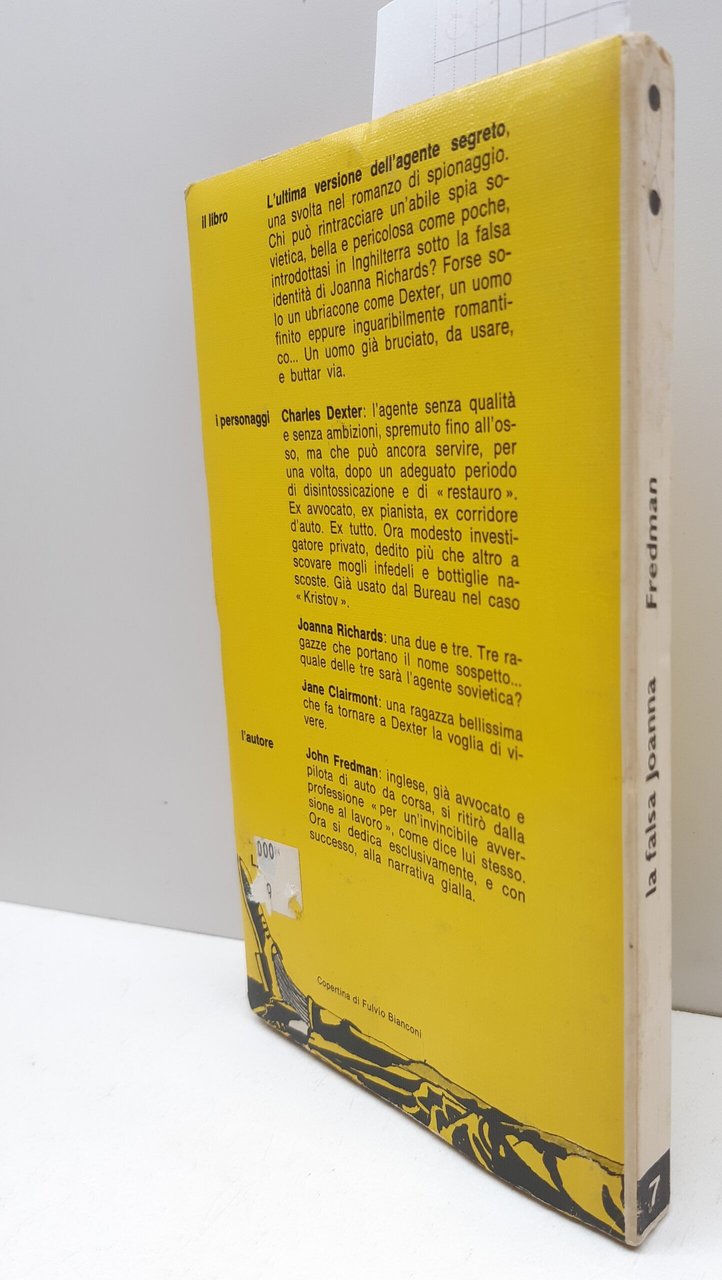 il libro
L'ultima versione dell'agente segreto,
una svolta nel romanzo di spionaggio.
Chi può rintracciare un'abile spia so-
vietica, bella e pericolosa come poche,
introdottasi in Inghilterra sotto la falsa
identità di Joanna Richards? Forse so-
lo un ubriacone come Dexter, un uomo
finito eppure inguaribilmente romanti-
co... Un uomo già bruciato, da usare,
e buttar via.
i personaggi
Charles Dexter: l'agente senza qualità
e senza ambizioni, spremuto fino all'os-
so, ma che può ancora servire, per
una volta, dopo un adeguato periodo
di disintossicazione e di « restauro ».
Ex avvocato, ex pianista, ex corridore
d'auto. Ex tutto. Ora modesto investi-
gatore privato, dedito più che altro a
scovare mogli infedeli e bottiglie na-
scoste. Già usato dal Bureau nel caso
« Kristov ».
Joanna Richards: una due e tre. Tre ra-
gazze che portano il nome sospetto...
quale delle tre sarà l'agente sovietica?
Jane Clairmont: una ragazza bellissima
che fa tornare a Dexter la voglia di vi-
vere.
l'autore
John Fredman: inglese, già avvocato e
pilota di auto da corsa, si ritirò dalla
professione « per un'invincibile avver-
sione al lavoro », come dice lui stesso.
Ora si dedica esclusivamente, e con
successo, alla narrativa gialla.
000
L
Copertina di Fulvio Bianconi
la falsa Joanna Fredman
7